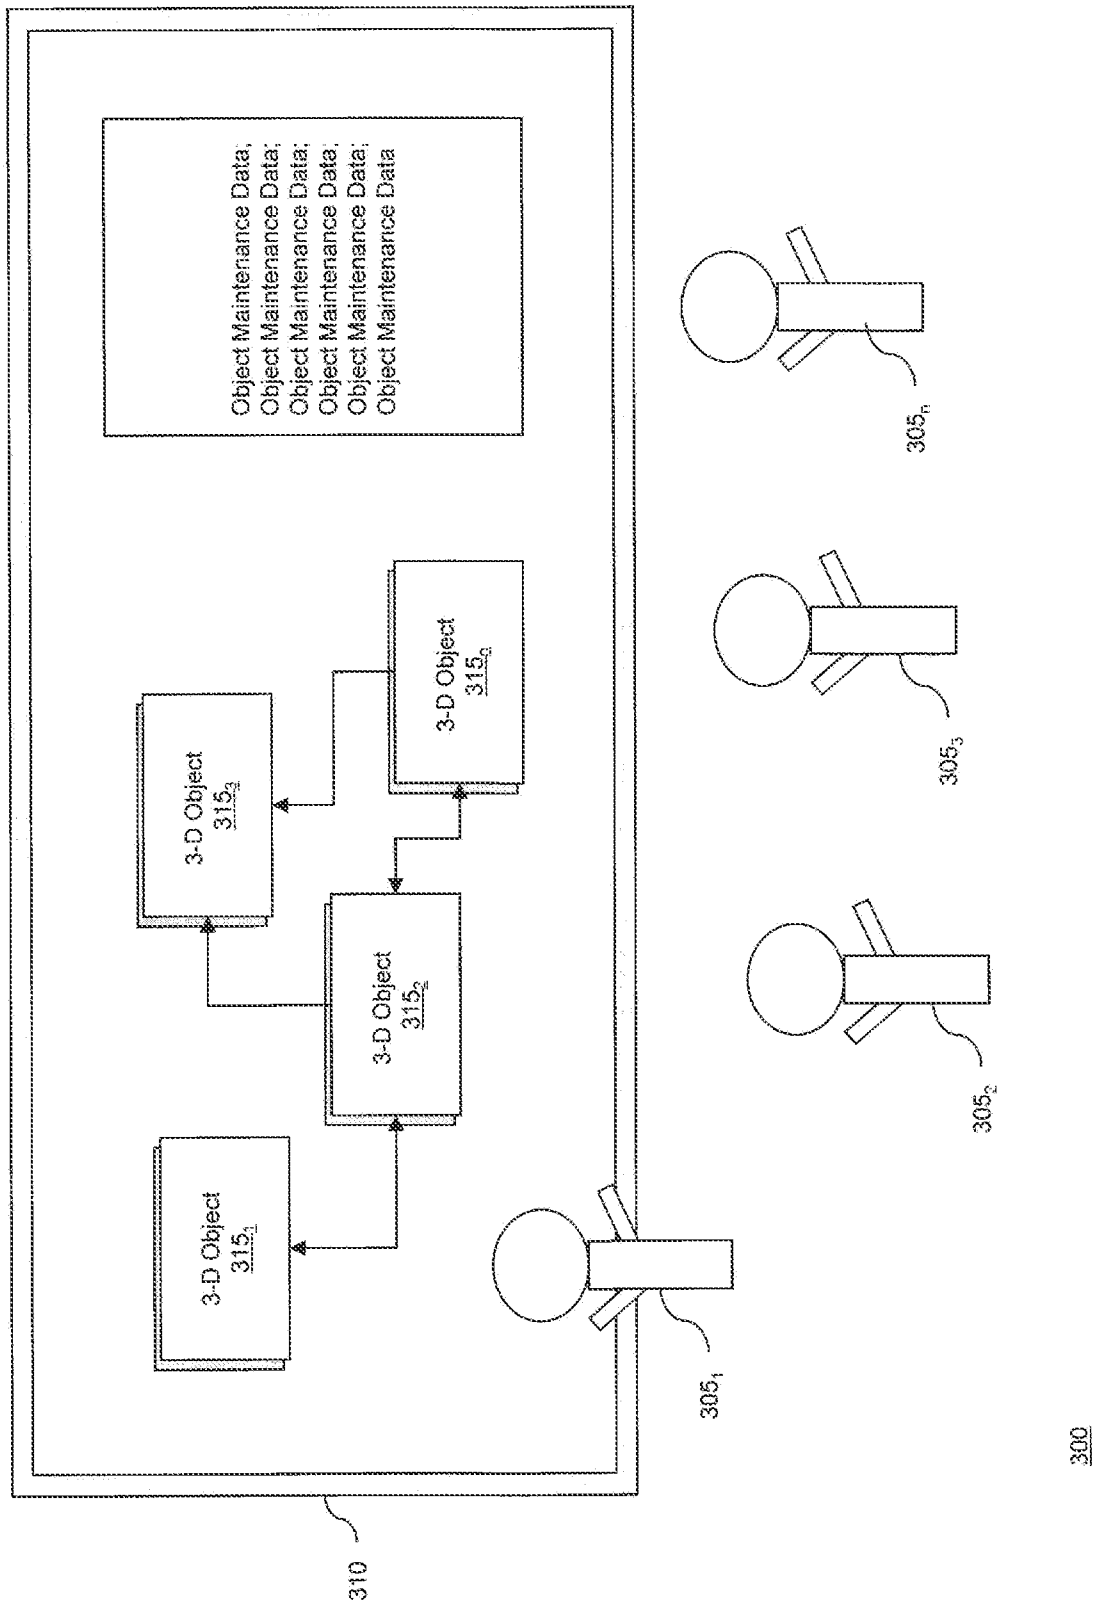 3-D Object
315₁
3-D Object
315₃
3-D Object
315₂
3-D Object
315ₙ
Object Maintenance Data;
Object Maintenance Data;
Object Maintenance Data;
Object Maintenance Data;
Object Maintenance Data;
Object Maintenance Data
310
305₁
305₂
305₃
305ₙ
300